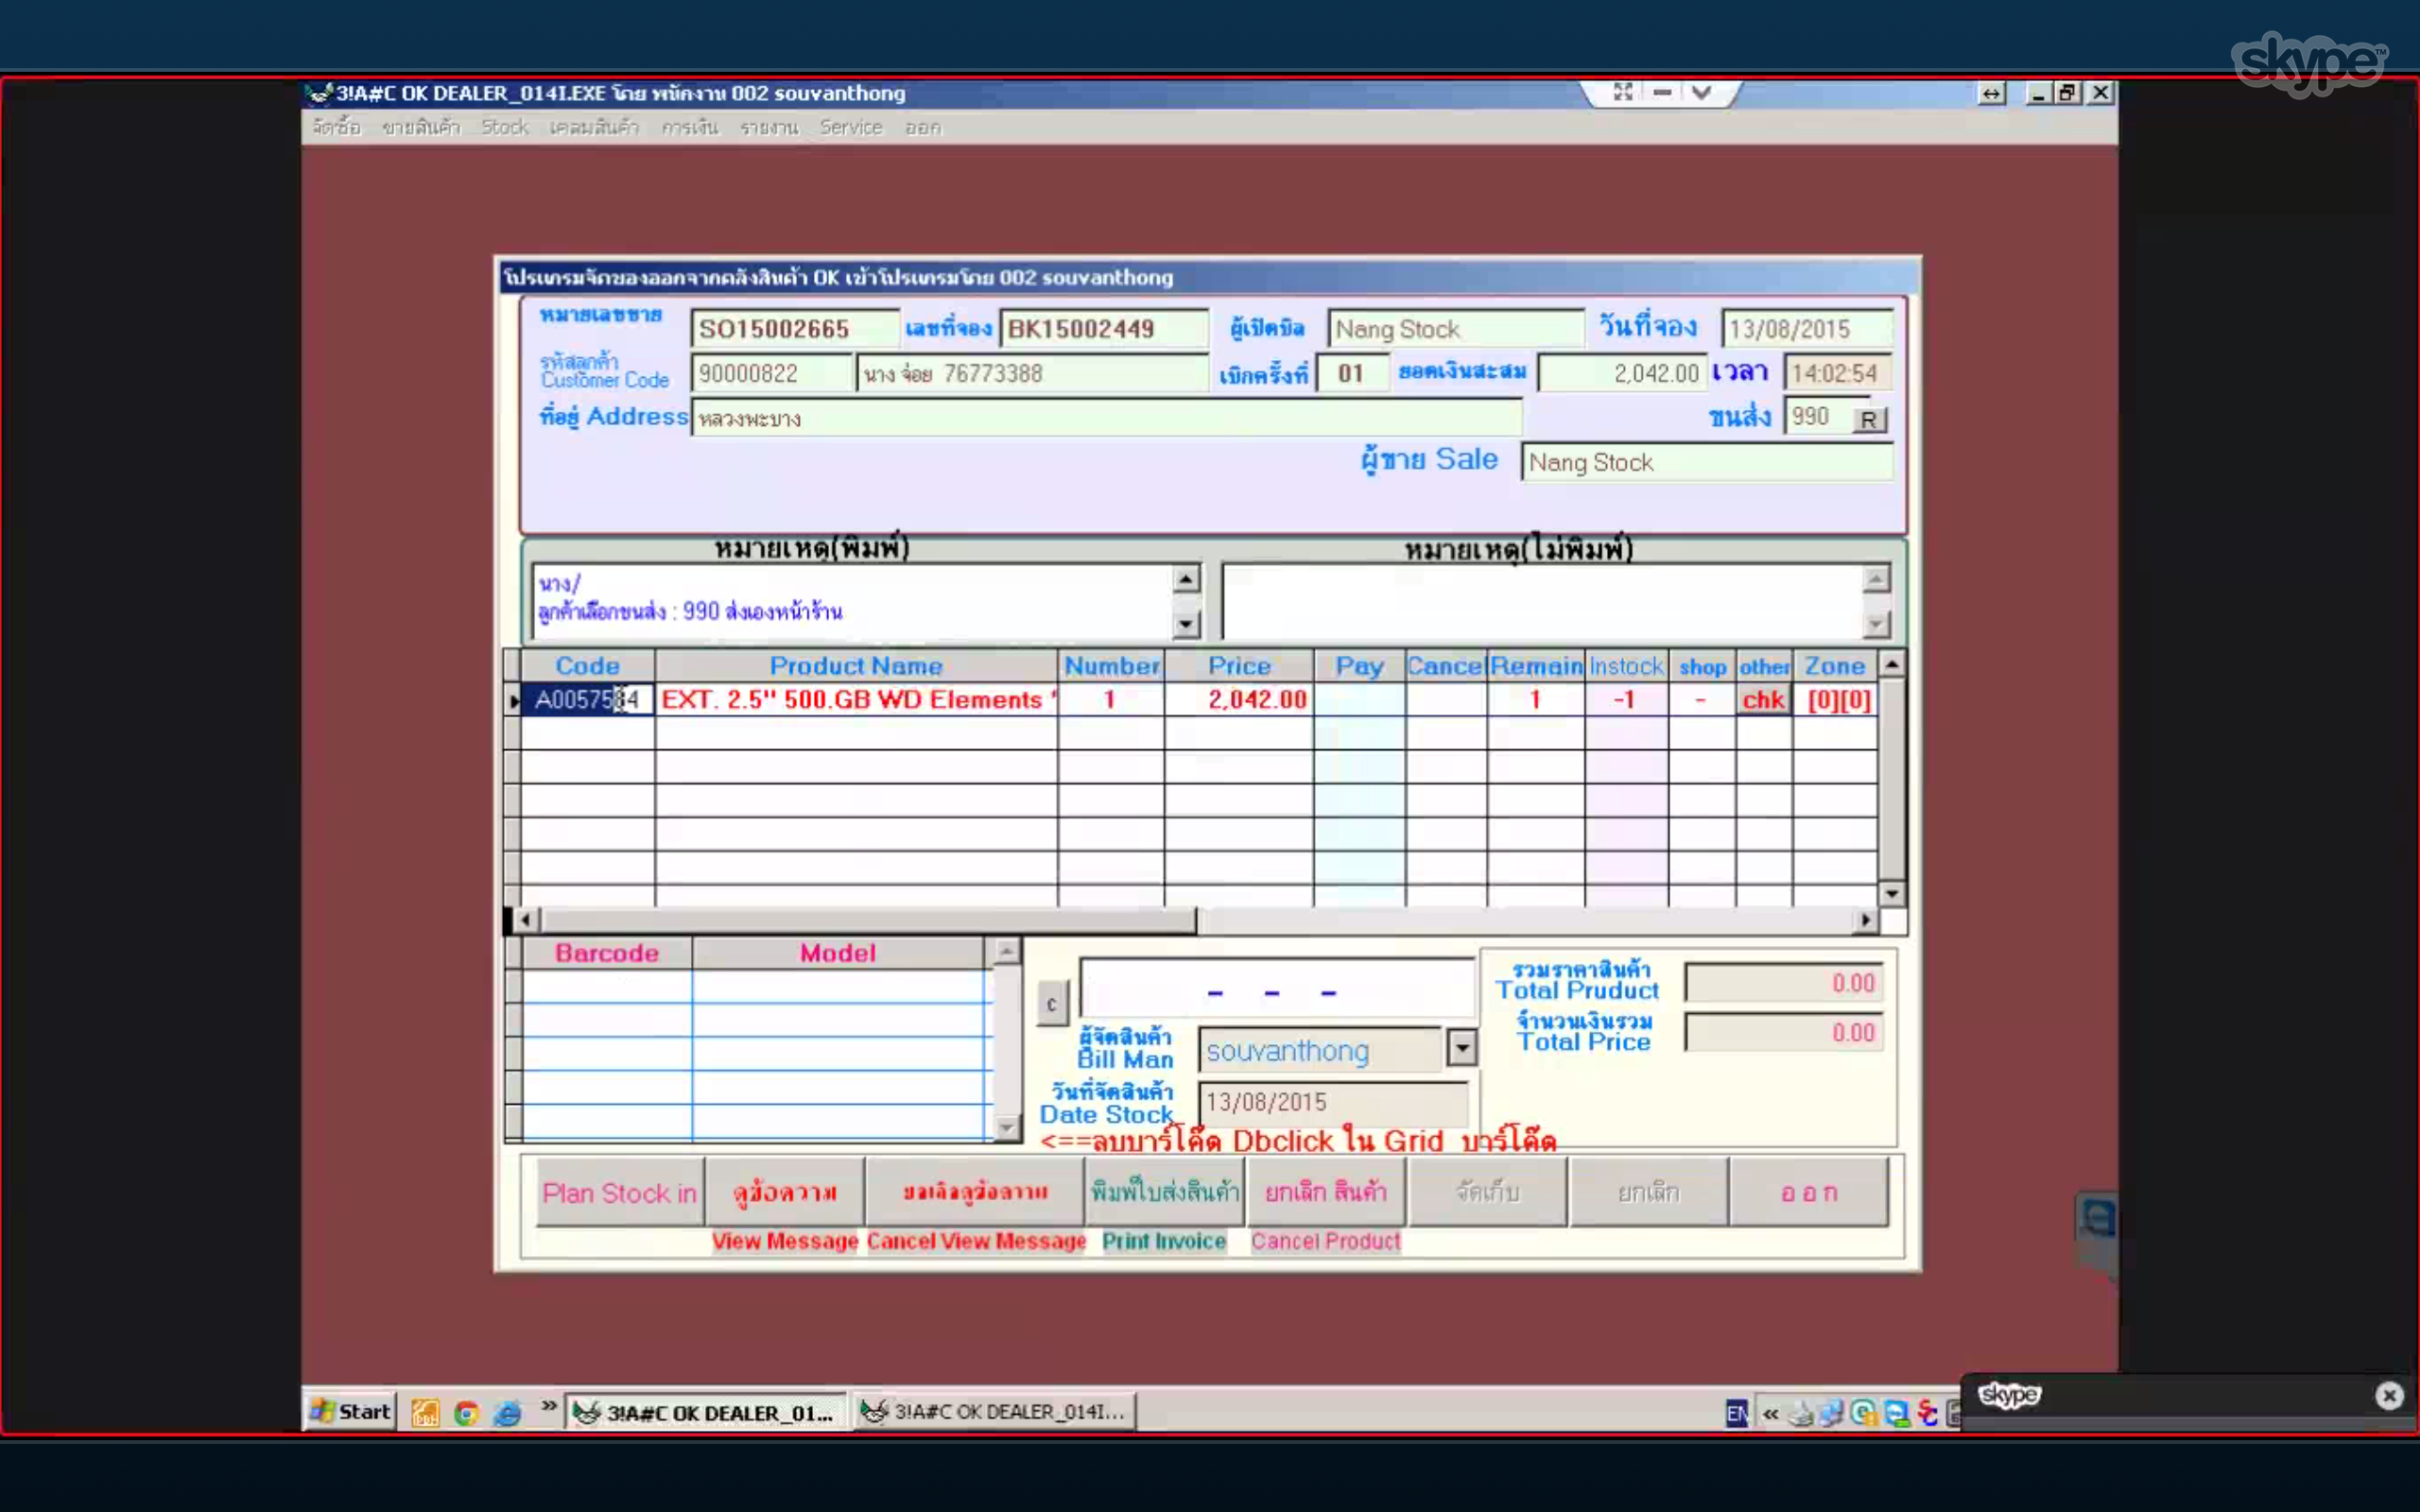 skype™
3!A#C OK DEALER_014I.EXE โดย พนักงาน 002 souvanthong
จัดซื้อ ขายสินค้า Stock เคลมสินค้า การเงิน รายงาน Service ออก
โปรแกรมจัดของออกจากคลังสินค้า OK เข้าโปรแกรมโดย 002 souvanthong
หมายเลขขาย SO15002665 เลขที่จอง BK15002449 ผู้เปิดบิล Nang Stock วันที่จอง 13/08/2015
รหัสลูกค้า
Customer Code 90000822 นาง จ่อย 76773388 เบิกครั้งที่ 01 ยอดเงินสะสม 2,042.00 เวลา 14:02:54
ที่อยู่ Address หลวงพะบาง ขนส่ง 990 R
ผู้ขาย Sale Nang Stock
หมายเหตุ(พิมพ์) หมายเหตุ(ไม่พิมพ์)
นาง/
ลูกค้าเลือกขนส่ง : 990 ส่งเองหน้าร้าน
Code Product Name Number Price Pay Cancel Remain Instock shop other Zone
EXT. 2.5" 500.GB WD Elements 1 2,042.00 1 -1 - chk [0][0]
Barcode Model
c - - -
รวมราคาสินค้า
Total Pruduct 0.00
จำนวนเงินรวม
Total Price 0.00
ผู้จัดสินค้า
Bill Man souvanthong
วันที่จัดสินค้า
Date Stock 13/08/2015
<==ลบบาร์โค๊ด Dbclick ใน Grid บาร์โค๊ด
Plan Stock in ดูข้อความ ยกเลิกดูข้อความ พิมพ์ใบส่งสินค้า ยกเลิก สินค้า จัดเก็บ ยกเลิก อ อ ก
View Message Cancel View Message Print Invoice Cancel Product
Start » 3!A#C OK DEALER_01... 3!A#C OK DEALER_014I... EN «
skype